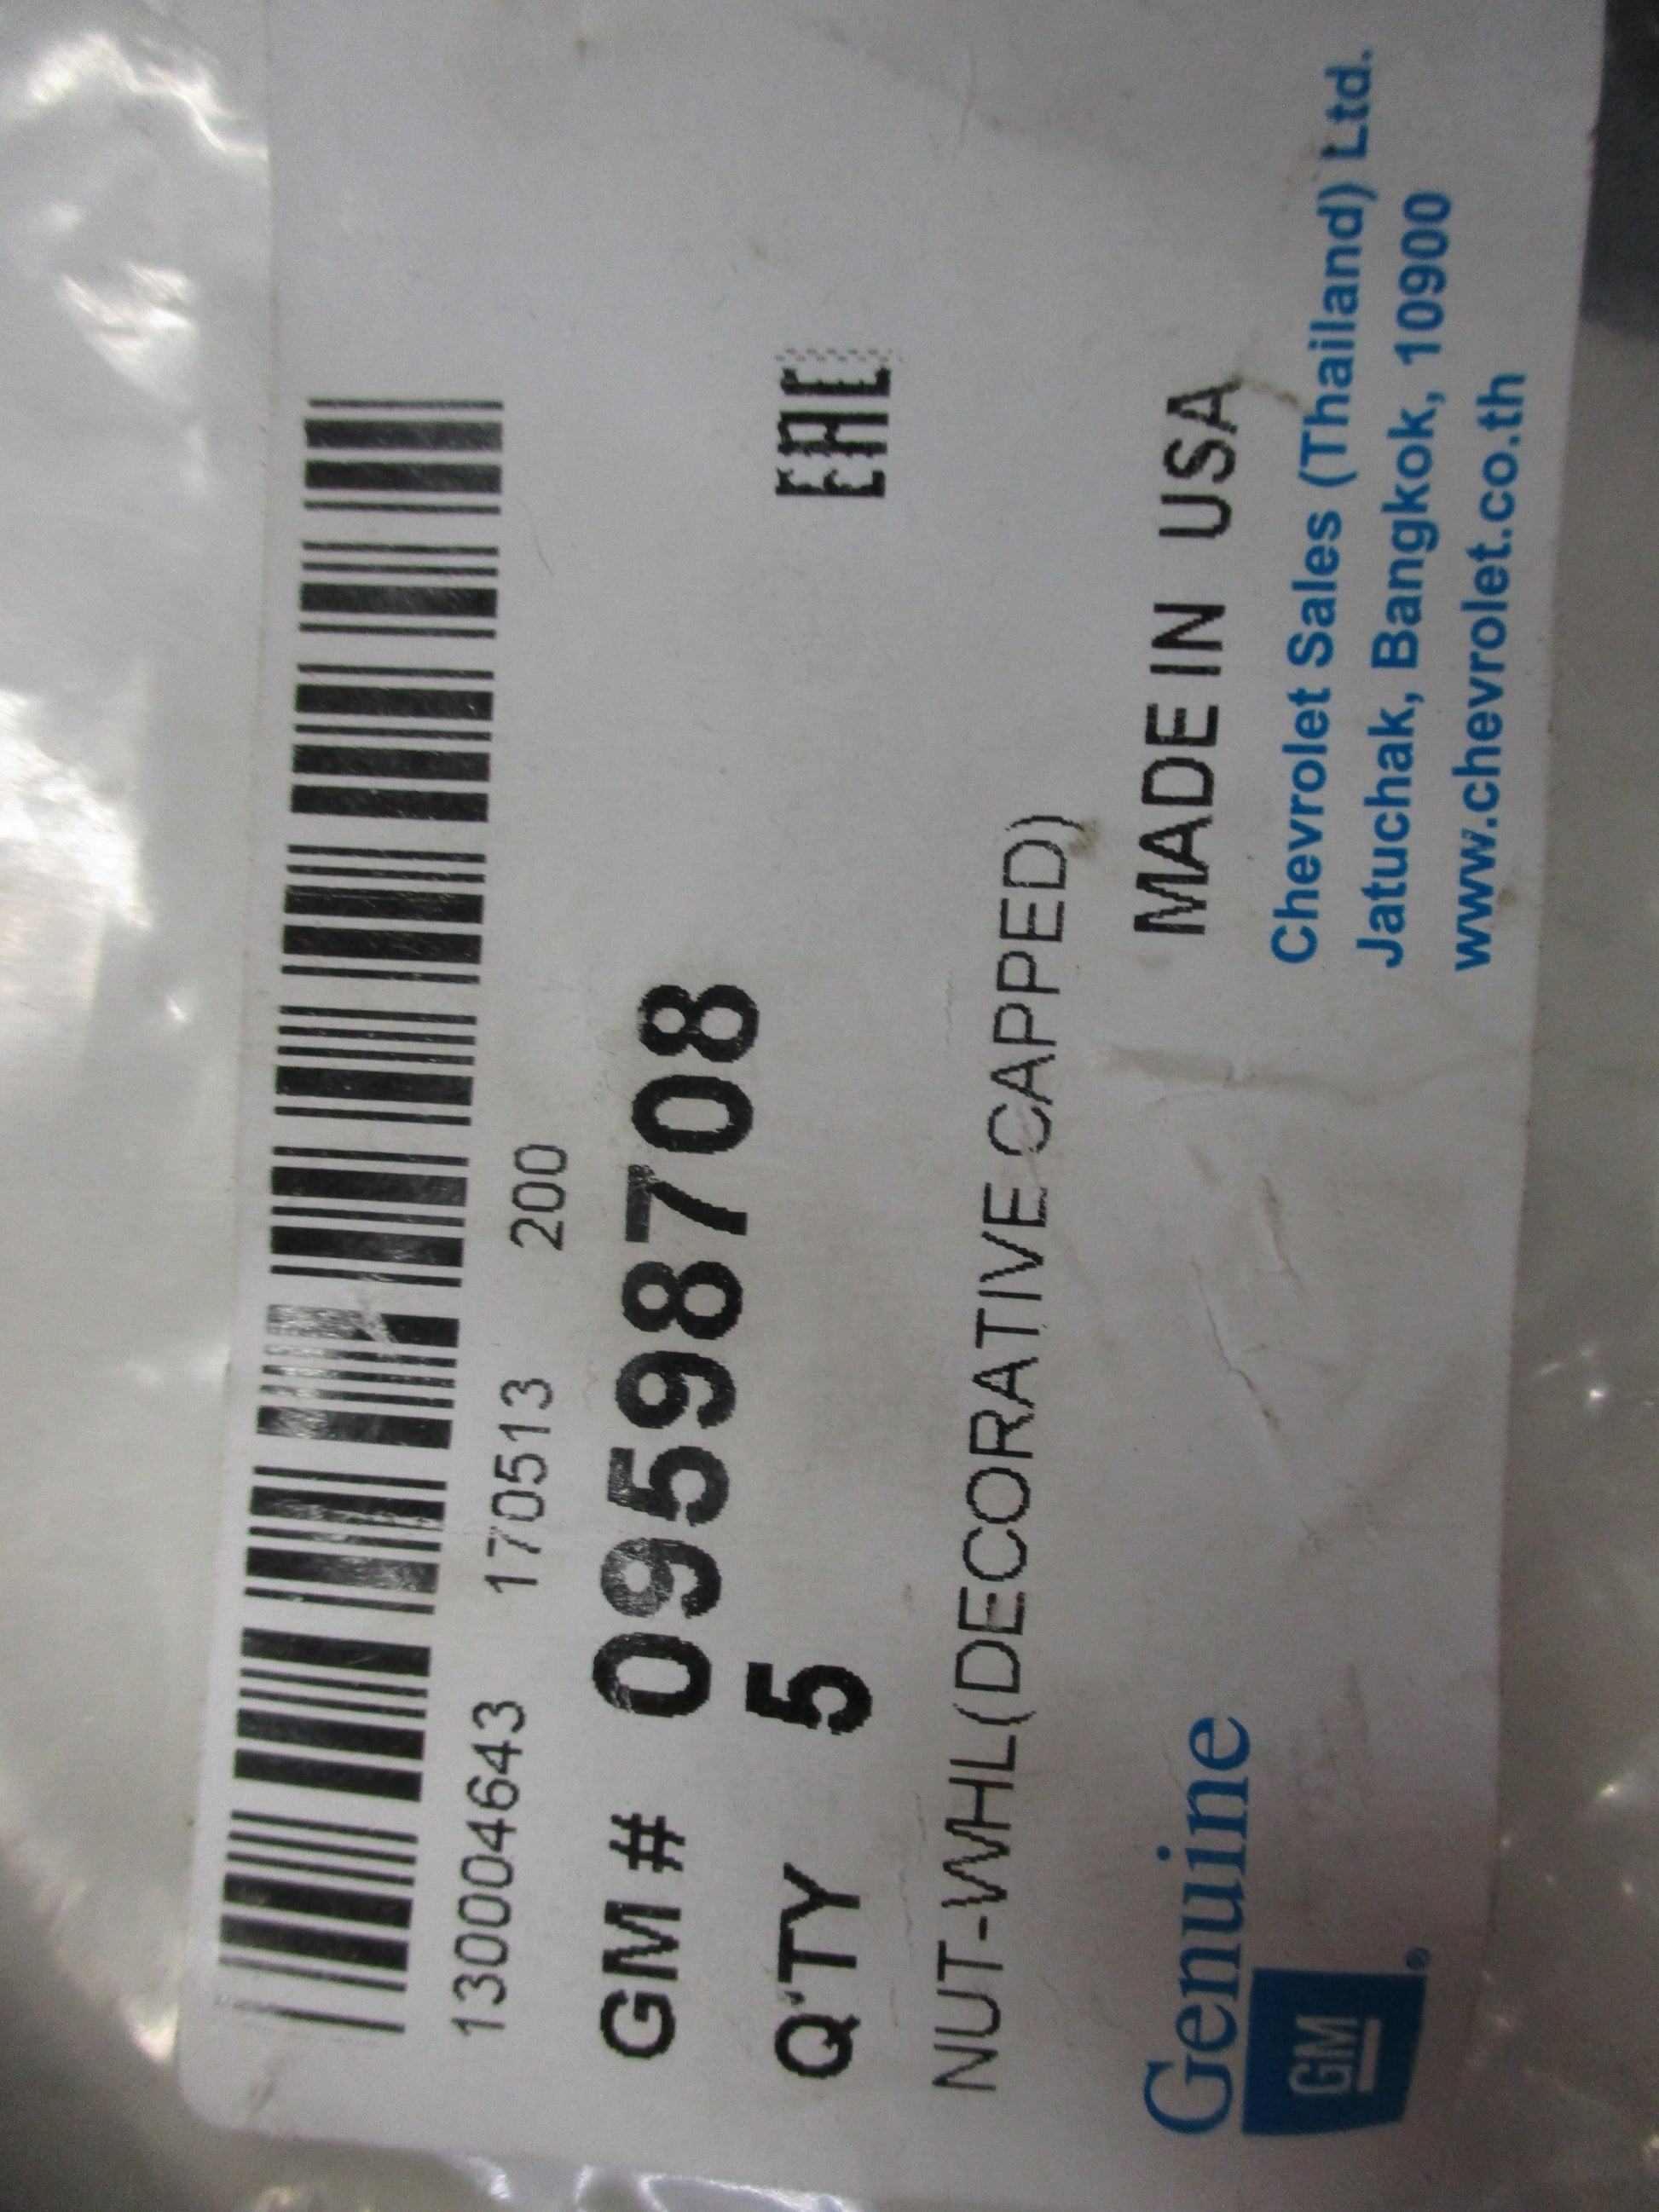 130004643 170513 200
GM # 09598708
Q'TY 5
EAC
NUT-WHL(DECORATIVE CAPPED)
MADE IN USA
Genuine
GM®
Chevrolet Sales (Thailand) Ltd.
Jatuchak, Bangkok, 10900
www.chevrolet.co.th